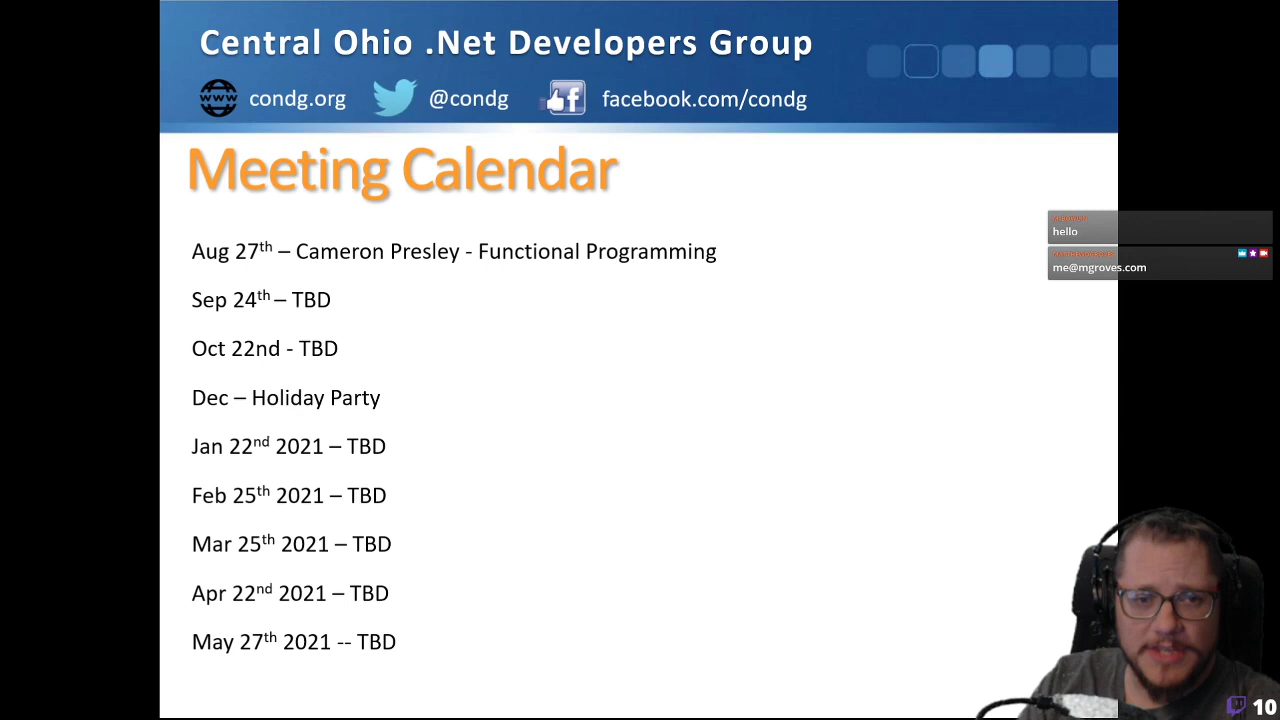 Central Ohio .Net Developers Group
www condg.org @condg f facebook.com/condg
Meeting Calendar
Aug 27th – Cameron Presley - Functional Programming
Sep 24th – TBD
Oct 22nd - TBD
Dec – Holiday Party
Jan 22nd 2021 – TBD
Feb 25th 2021 – TBD
Mar 25th 2021 – TBD
Apr 22nd 2021 – TBD
May 27th 2021 -- TBD
hello
me@mgroves.com
10